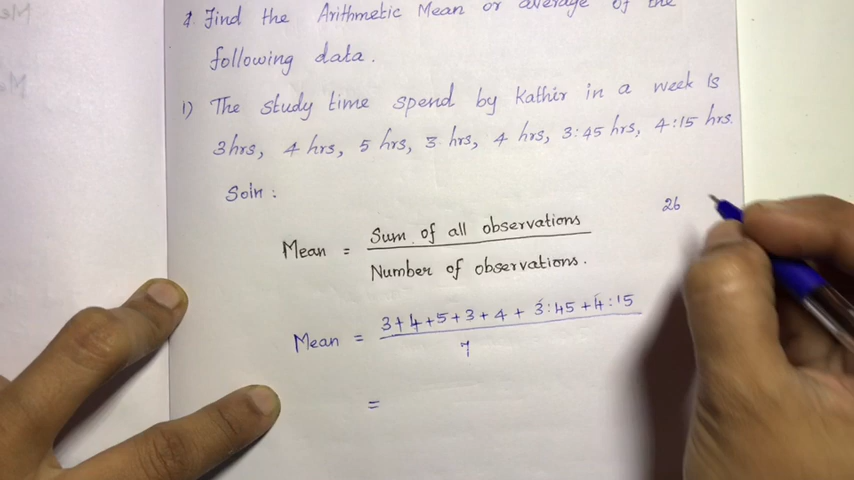 1. Find the Arithmetic Mean or average of the
following data.
1) The study time spend by Kathir in a week is
3hrs, 4 hrs, 5 hrs, 3 hrs, 4 hrs, 3:45 hrs, 4:15 hrs.
Soln :
26
Mean = Sum of all observations
Number of observations.
Mean = 3+4+5+3+4+ 3:45 +4:15
7
=